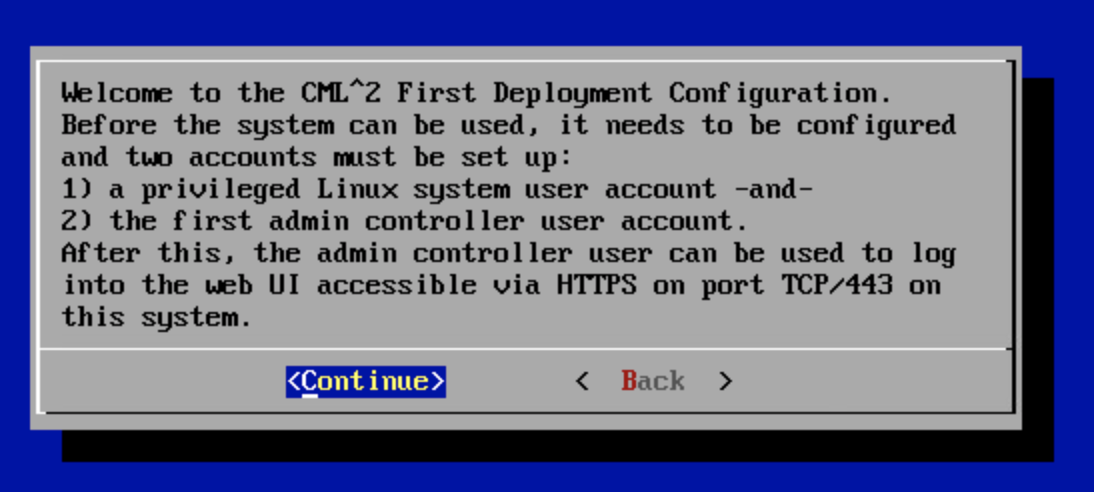 Welcome to the CML^2 First Deployment Configuration.
Before the system can be used, it needs to be configured
and two accounts must be set up:
1) a privileged Linux system user account -and-
2) the first admin controller user account.
After this, the admin controller user can be used to log
into the web UI accessible via HTTPS on port TCP/443 on
this system.
<Continue> < Back >